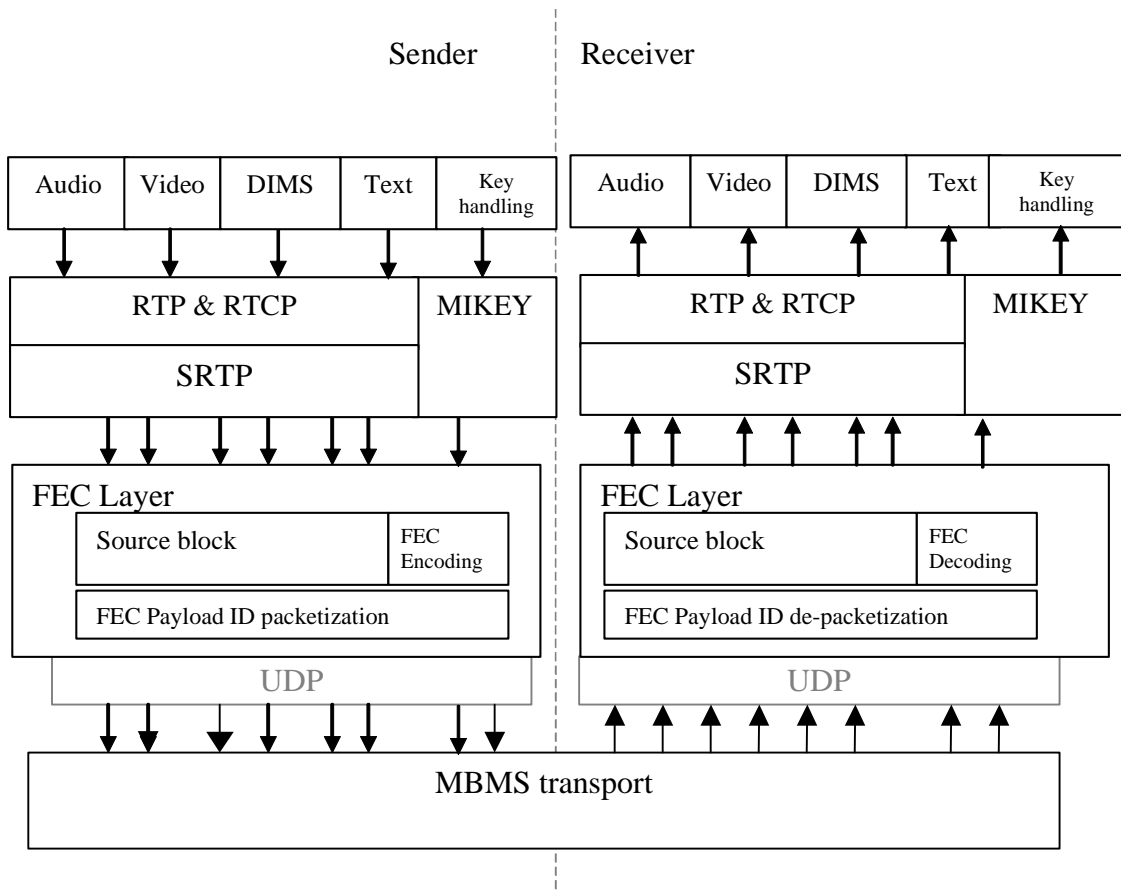 Sender
Receiver
Audio
Video
DIMS
Text
Key
handling
Audio
Video
DIMS
Text
Key
handling
RTP & RTCP
MIKEY
SRTP
RTP & RTCP
MIKEY
SRTP
FEC Layer
Source block
FEC
Encoding
FEC Payload ID packetization
UDP
FEC Layer
Source block
FEC
Decoding
FEC Payload ID de-packetization
UDP
MBMS transport